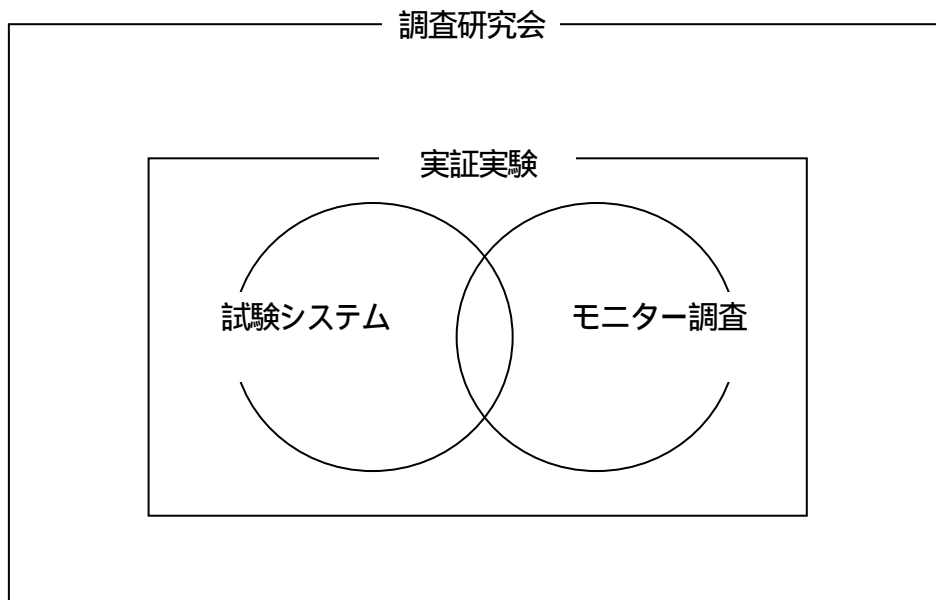 調査研究会
実証実験
試験システム
モニター調査